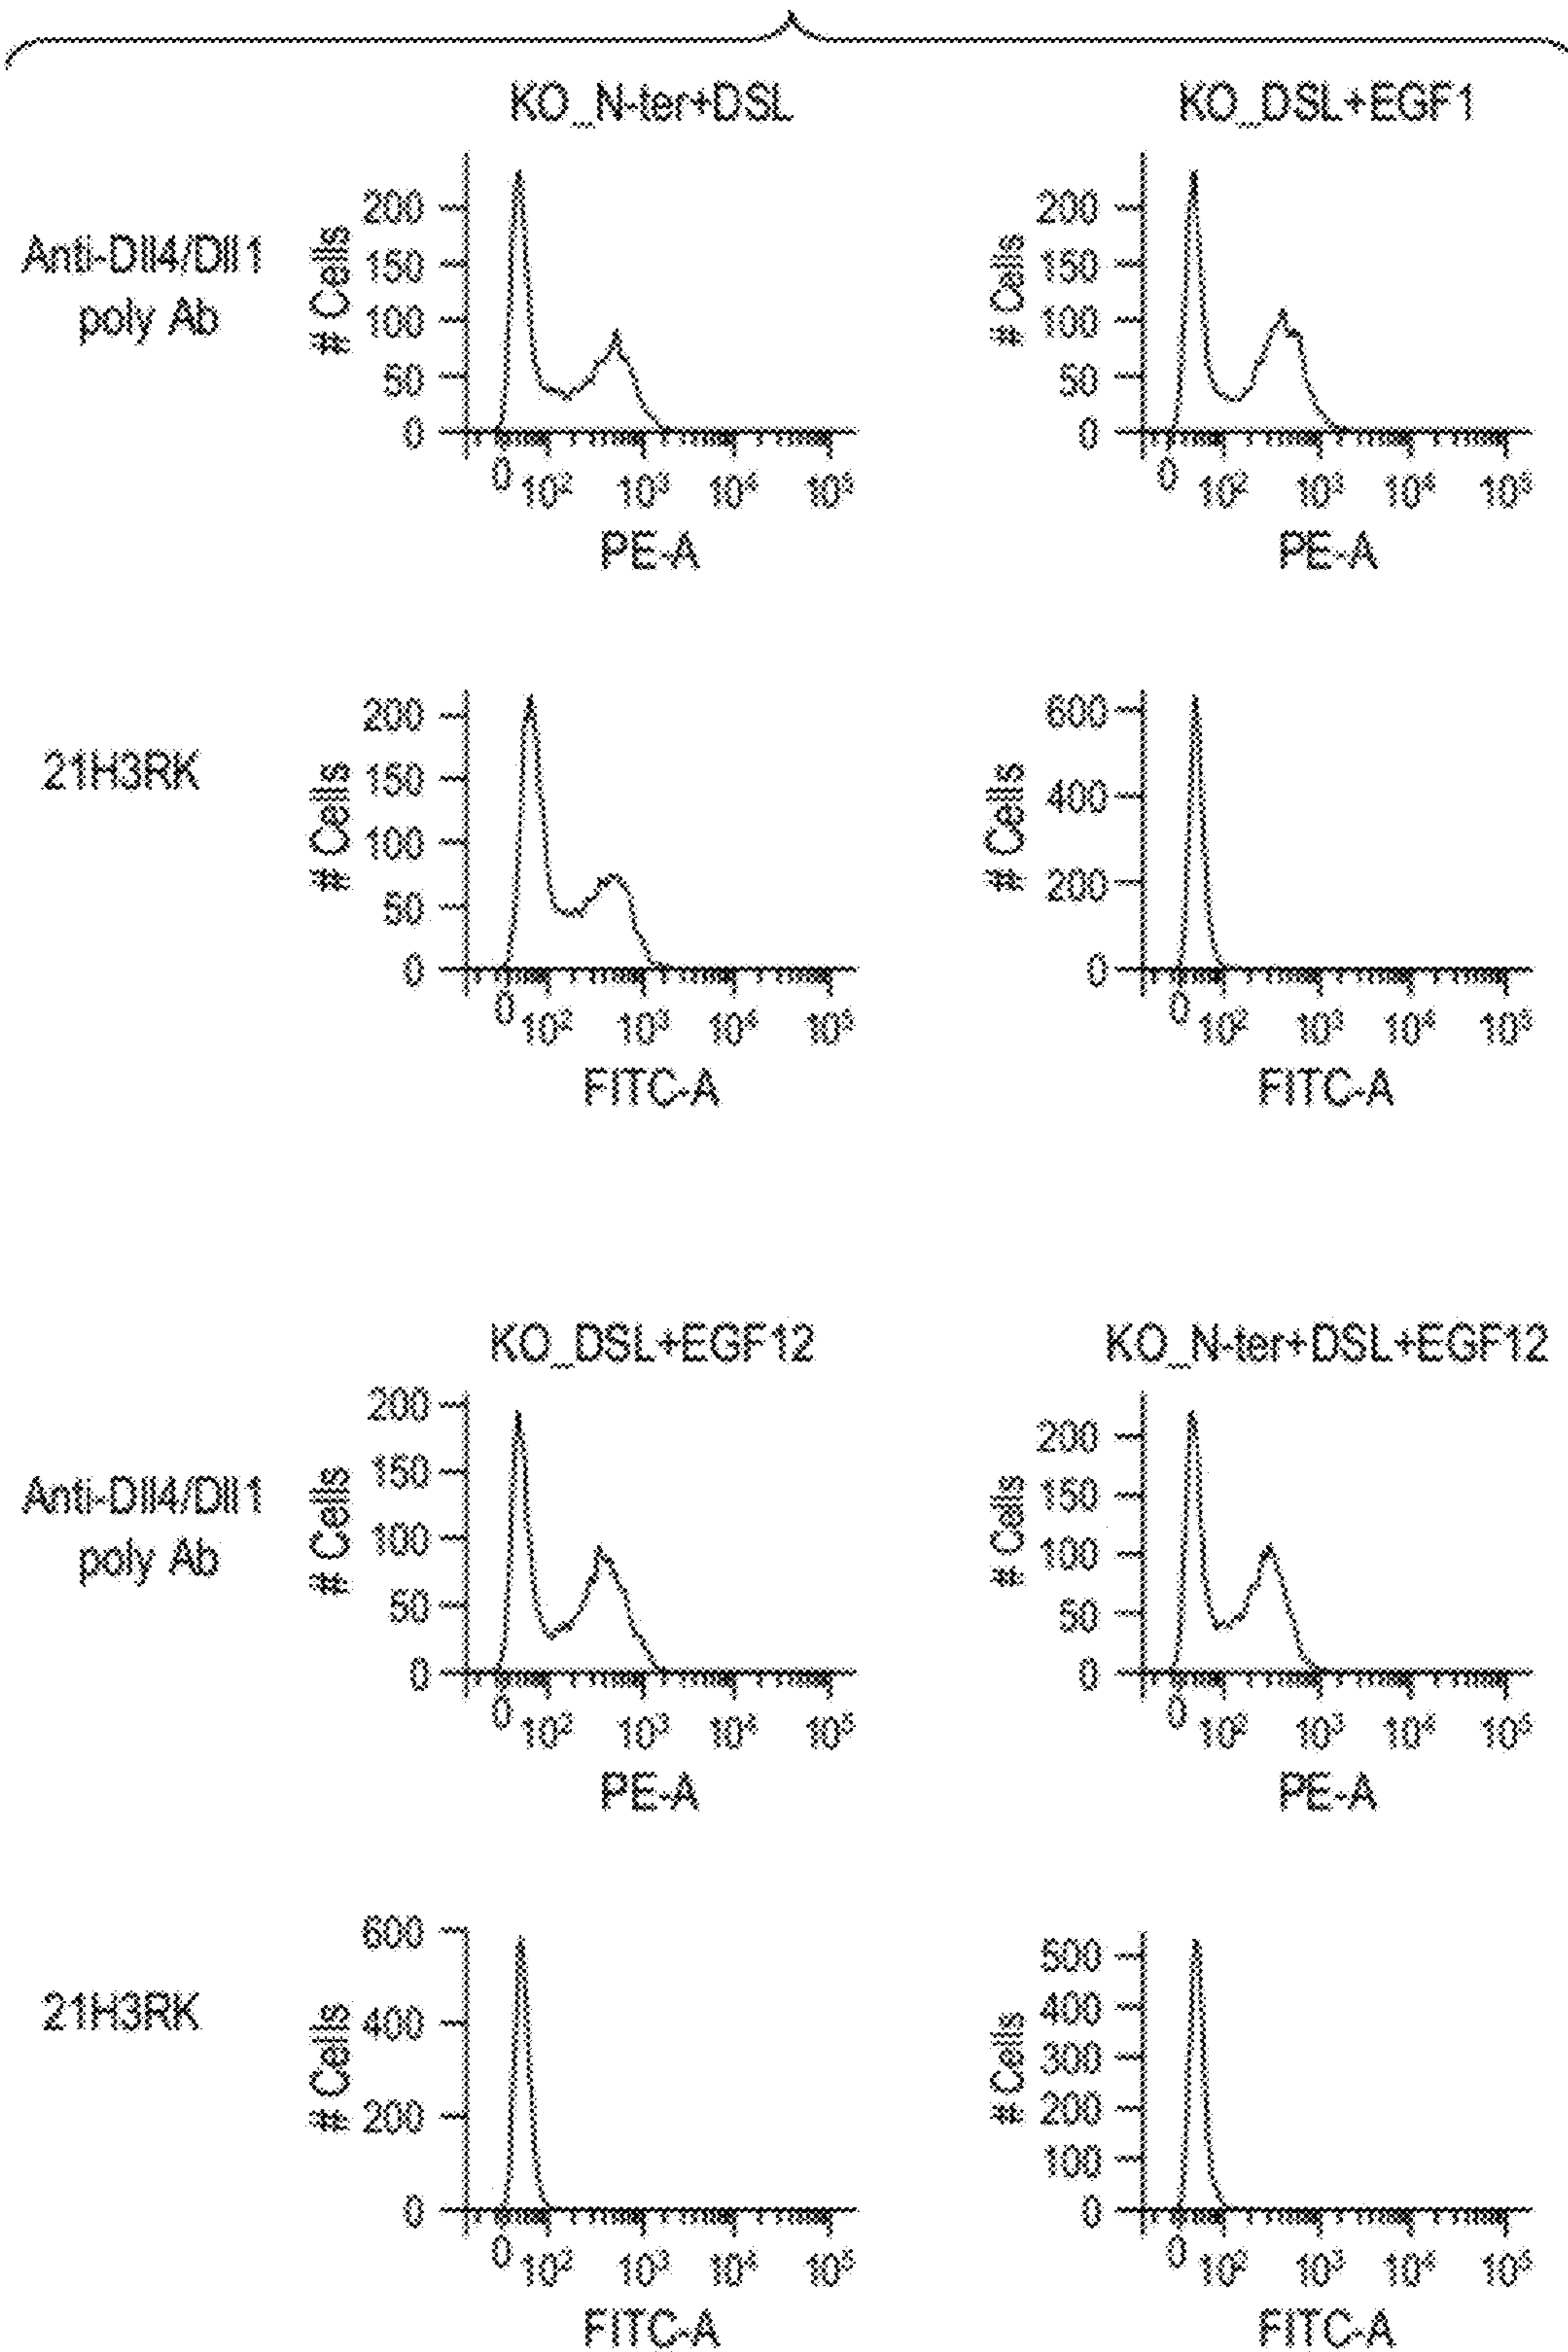 KO_N-ter+DSL
KO_DSL+EGF1
Anti-Dll4/Dll1
poly Ab
# Cells
200
150
100
50
0
0 10² 10³ 10⁴ 10⁵
PE-A
# Cells
200
150
100
50
0
0 10² 10³ 10⁴ 10⁵
PE-A
21H3RK
# Cells
200
150
100
50
0
0 10² 10³ 10⁴ 10⁵
FITC-A
# Cells
600
400
200
0
0 10² 10³ 10⁴ 10⁵
FITC-A
KO_DSL+EGF12
KO_N-ter+DSL+EGF12
Anti-Dll4/Dll1
poly Ab
# Cells
200
150
100
50
0
0 10² 10³ 10⁴ 10⁵
PE-A
# Cells
200
150
100
50
0
0 10² 10³ 10⁴ 10⁵
PE-A
21H3RK
# Cells
600
400
200
0
0 10² 10³ 10⁴ 10⁵
FITC-A
# Cells
500
400
300
200
100
0
0 10² 10³ 10⁴ 10⁵
FITC-A